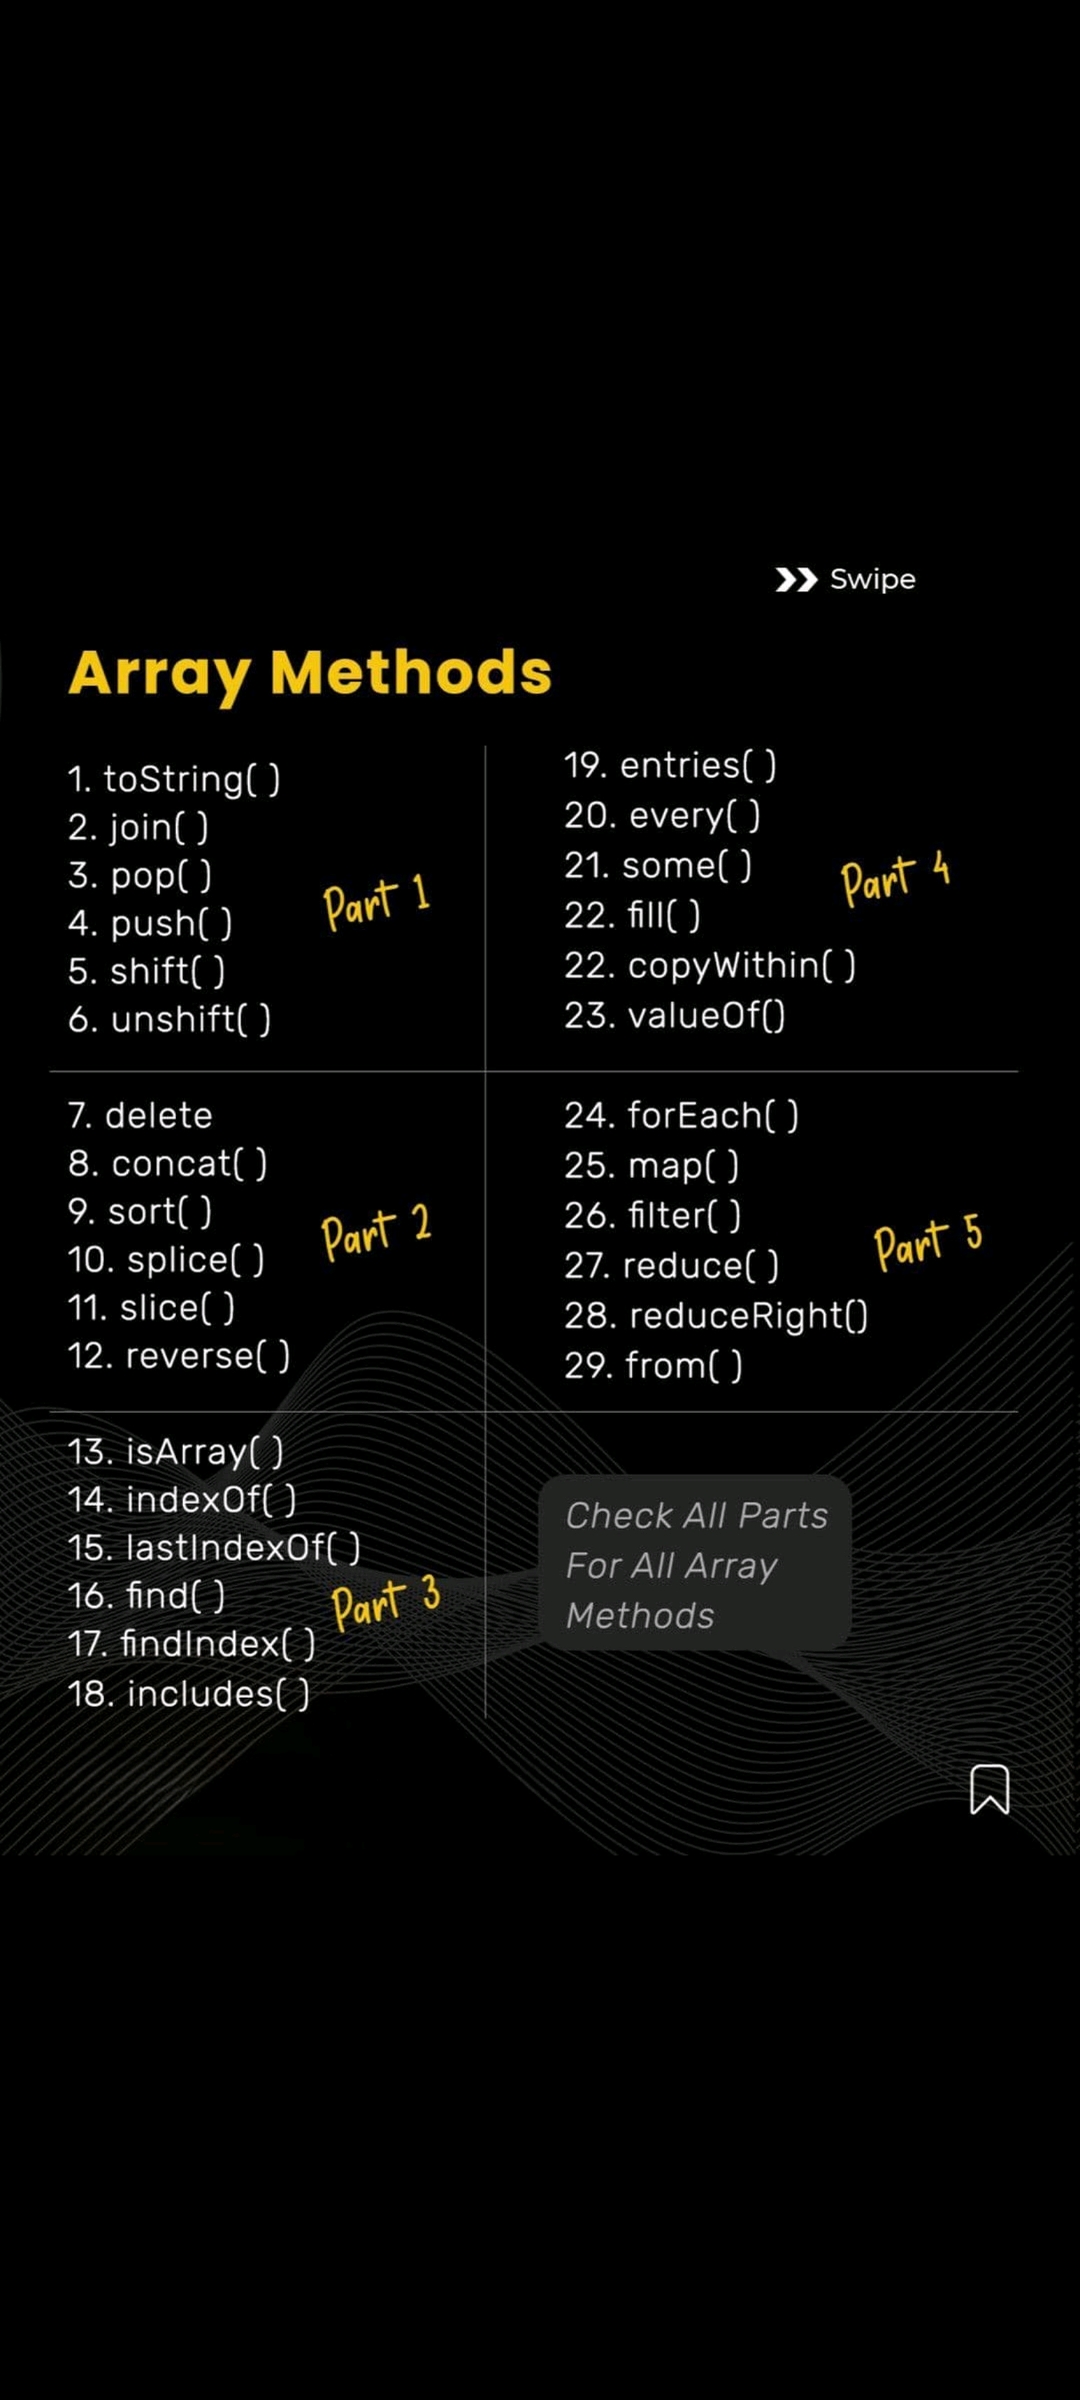 Swipe
Array Methods
1. toString( )
2. join( )
3. pop( )
4. push( )
5. shift( )
6. unshift( )
Part 1
7. delete
8. concat( )
9. sort( )
10. splice( )
11. slice( )
12. reverse( )
Part 2
13. isArray( )
14. indexOf( )
15. lastIndexOf( )
16. find( )
17. findIndex( )
18. includes( )
Part 3
19. entries( )
20. every( )
21. some( )
22. fill( )
22. copyWithin( )
23. valueOf()
Part 4
24. forEach( )
25. map( )
26. filter( )
27. reduce( )
28. reduceRight()
29. from( )
Part 5
Check All Parts
For All Array
Methods